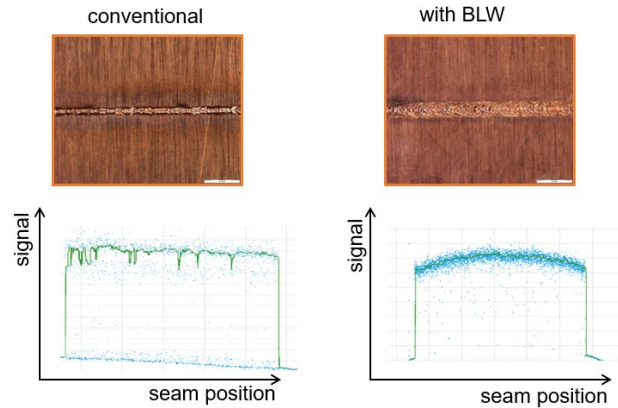 conventional
with BLW
signal
seam position
signal
seam position